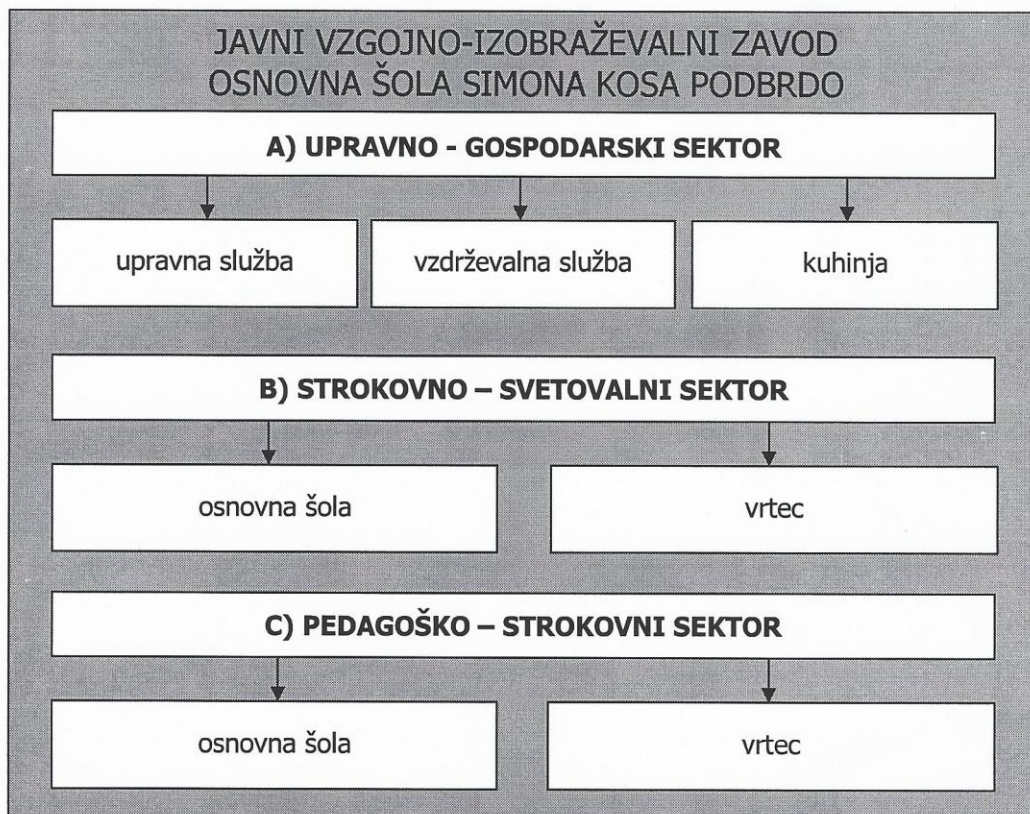 JAVNI VZGOJNO-IZOBRAŽEVALNI ZAVOD
OSNOVNA ŠOLA SIMONA KOSA PODBRDO
A) UPRAVNO - GOSPODARSKI SEKTOR
upravna služba
vzdrževalna služba
kuhinja
B) STROKOVNO – SVETOVALNI SEKTOR
osnovna šola
vrtec
C) PEDAGOŠKO – STROKOVNI SEKTOR
osnovna šola
vrtec